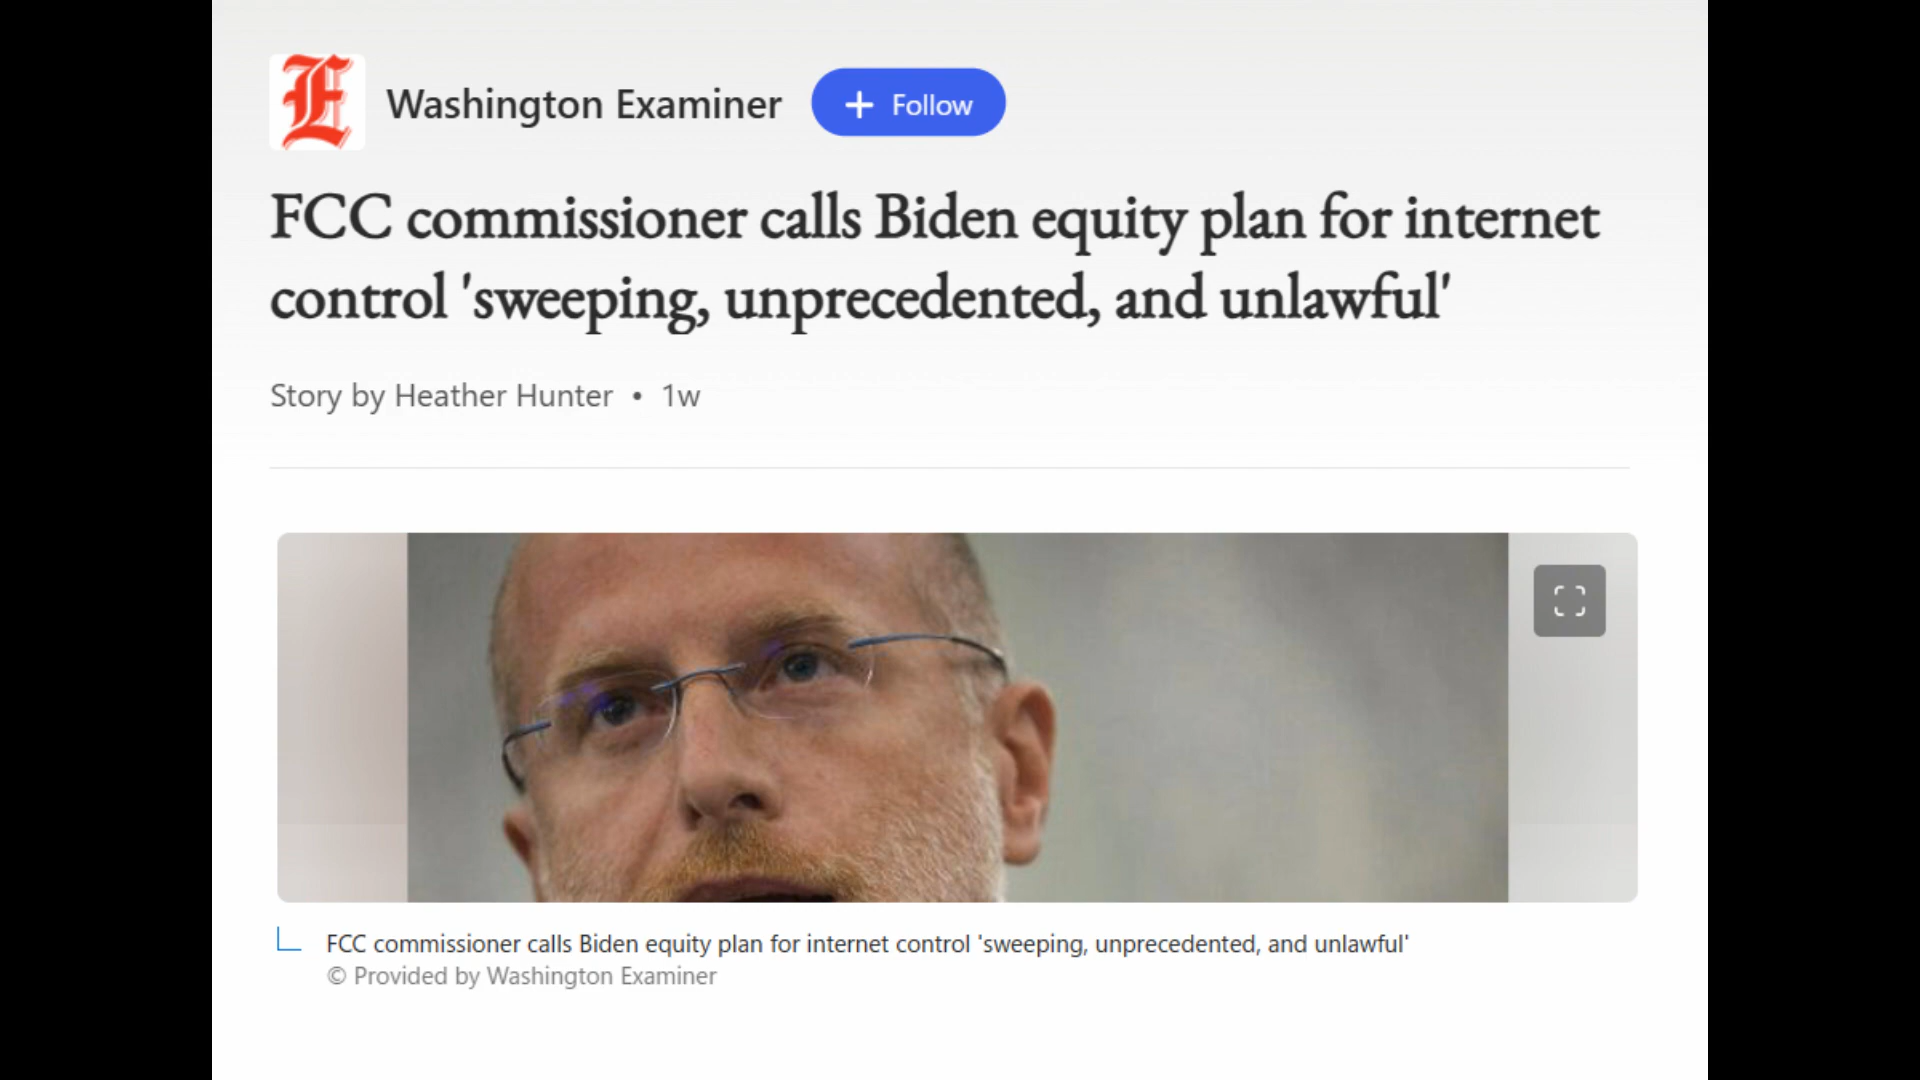 Washington Examiner
+ Follow
FCC commissioner calls Biden equity plan for internet
control 'sweeping, unprecedented, and unlawful'
Story by Heather Hunter • 1w
FCC commissioner calls Biden equity plan for internet control 'sweeping, unprecedented, and unlawful'
© Provided by Washington Examiner